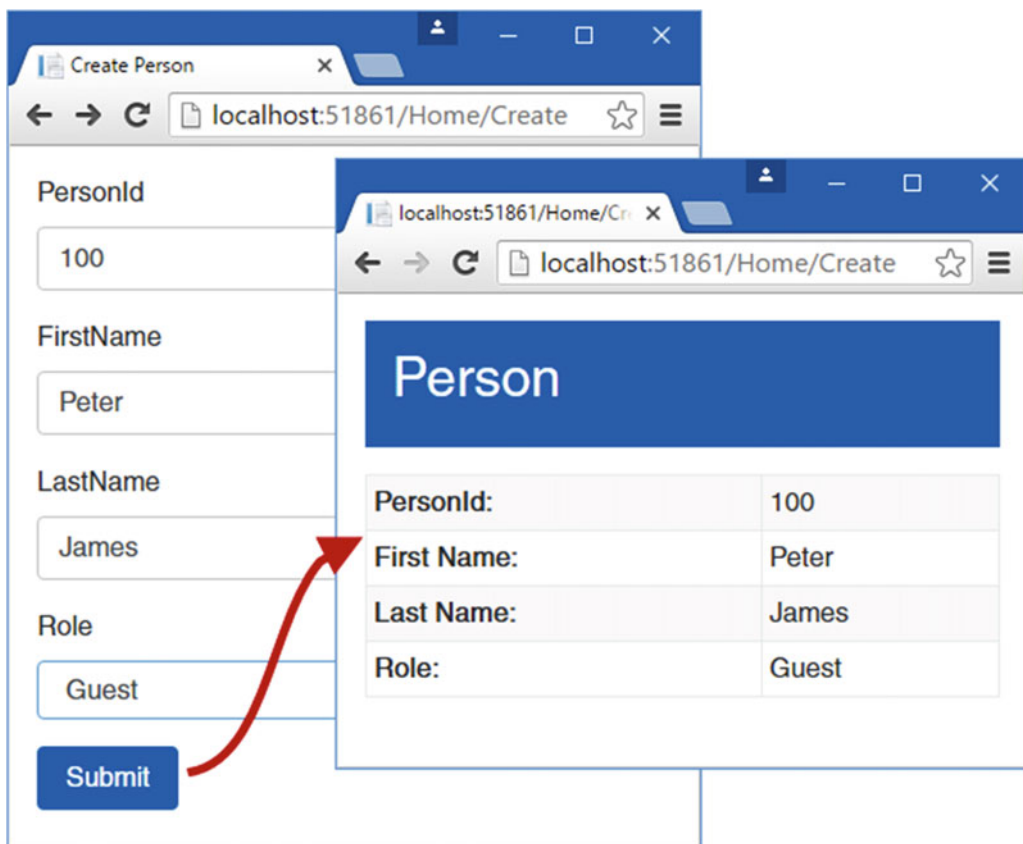 Create Person
localhost:51861/Home/Create
PersonId
100
FirstName
Peter
LastName
James
Role
Guest
Submit
localhost:51861/Home/Cr
localhost:51861/Home/Create
Person
PersonId: 100
First Name: Peter
Last Name: James
Role: Guest